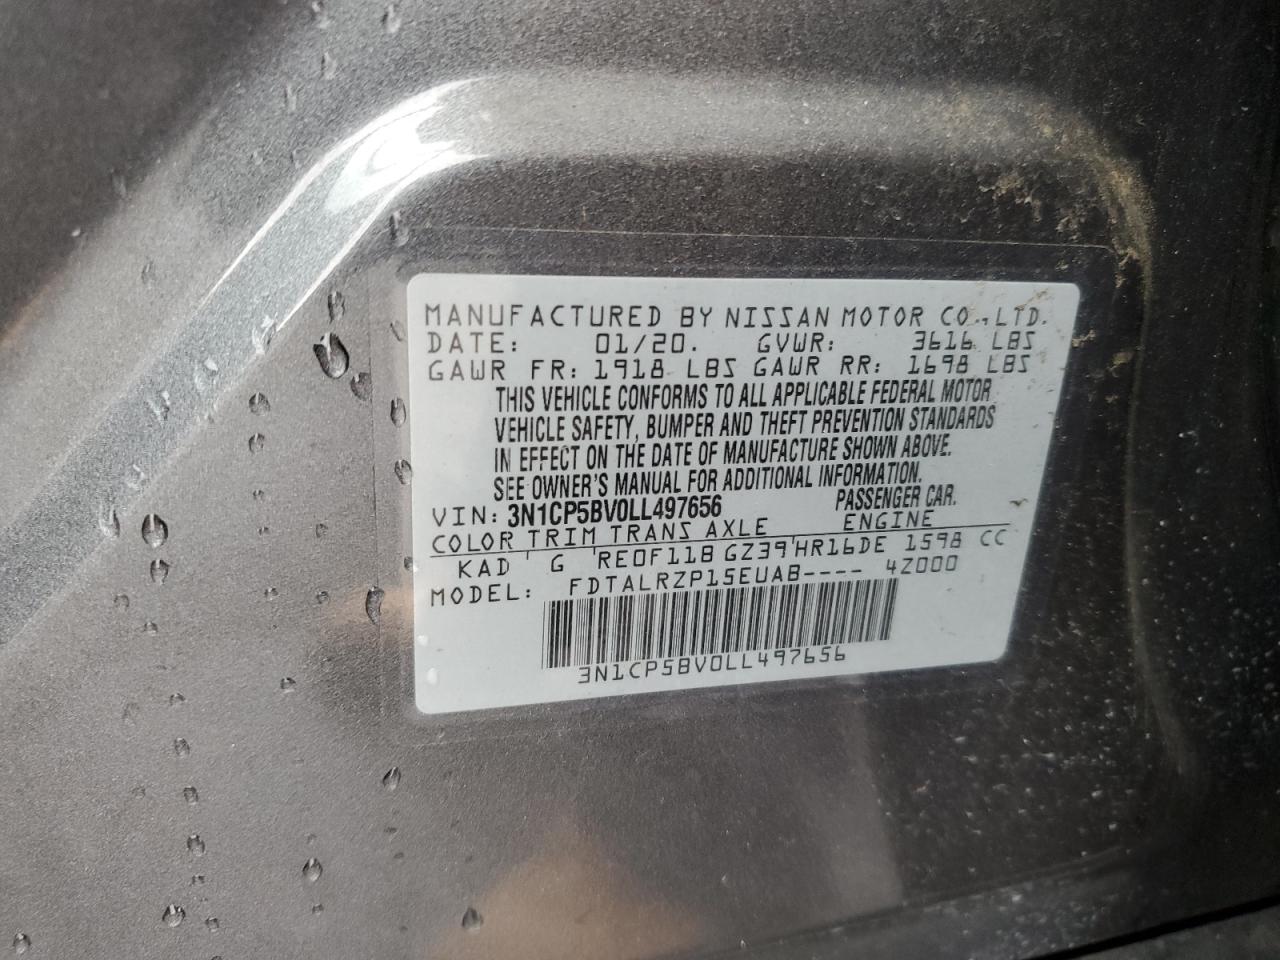 MANUFACTURED BY NISSAN MOTOR CO., LTD.
DATE: 01/20. GVWR: 3616 LBS
GAWR FR: 1918 LBS GAWR RR: 1698 LBS
THIS VEHICLE CONFORMS TO ALL APPLICABLE FEDERAL MOTOR
VEHICLE SAFETY, BUMPER AND THEFT PREVENTION STANDARDS
IN EFFECT ON THE DATE OF MANUFACTURE SHOWN ABOVE.
SEE OWNER'S MANUAL FOR ADDITIONAL INFORMATION.
VIN: 3N1CP5BV0LL497656 PASSENGER CAR.
COLOR TRIM TRANS AXLE ENGINE
KAD G RE0F11B GZ39 HR16DE 1598 CC
MODEL: FDTALRZP15EUAB---- 4Z000
3N1CP5BV0LL497656